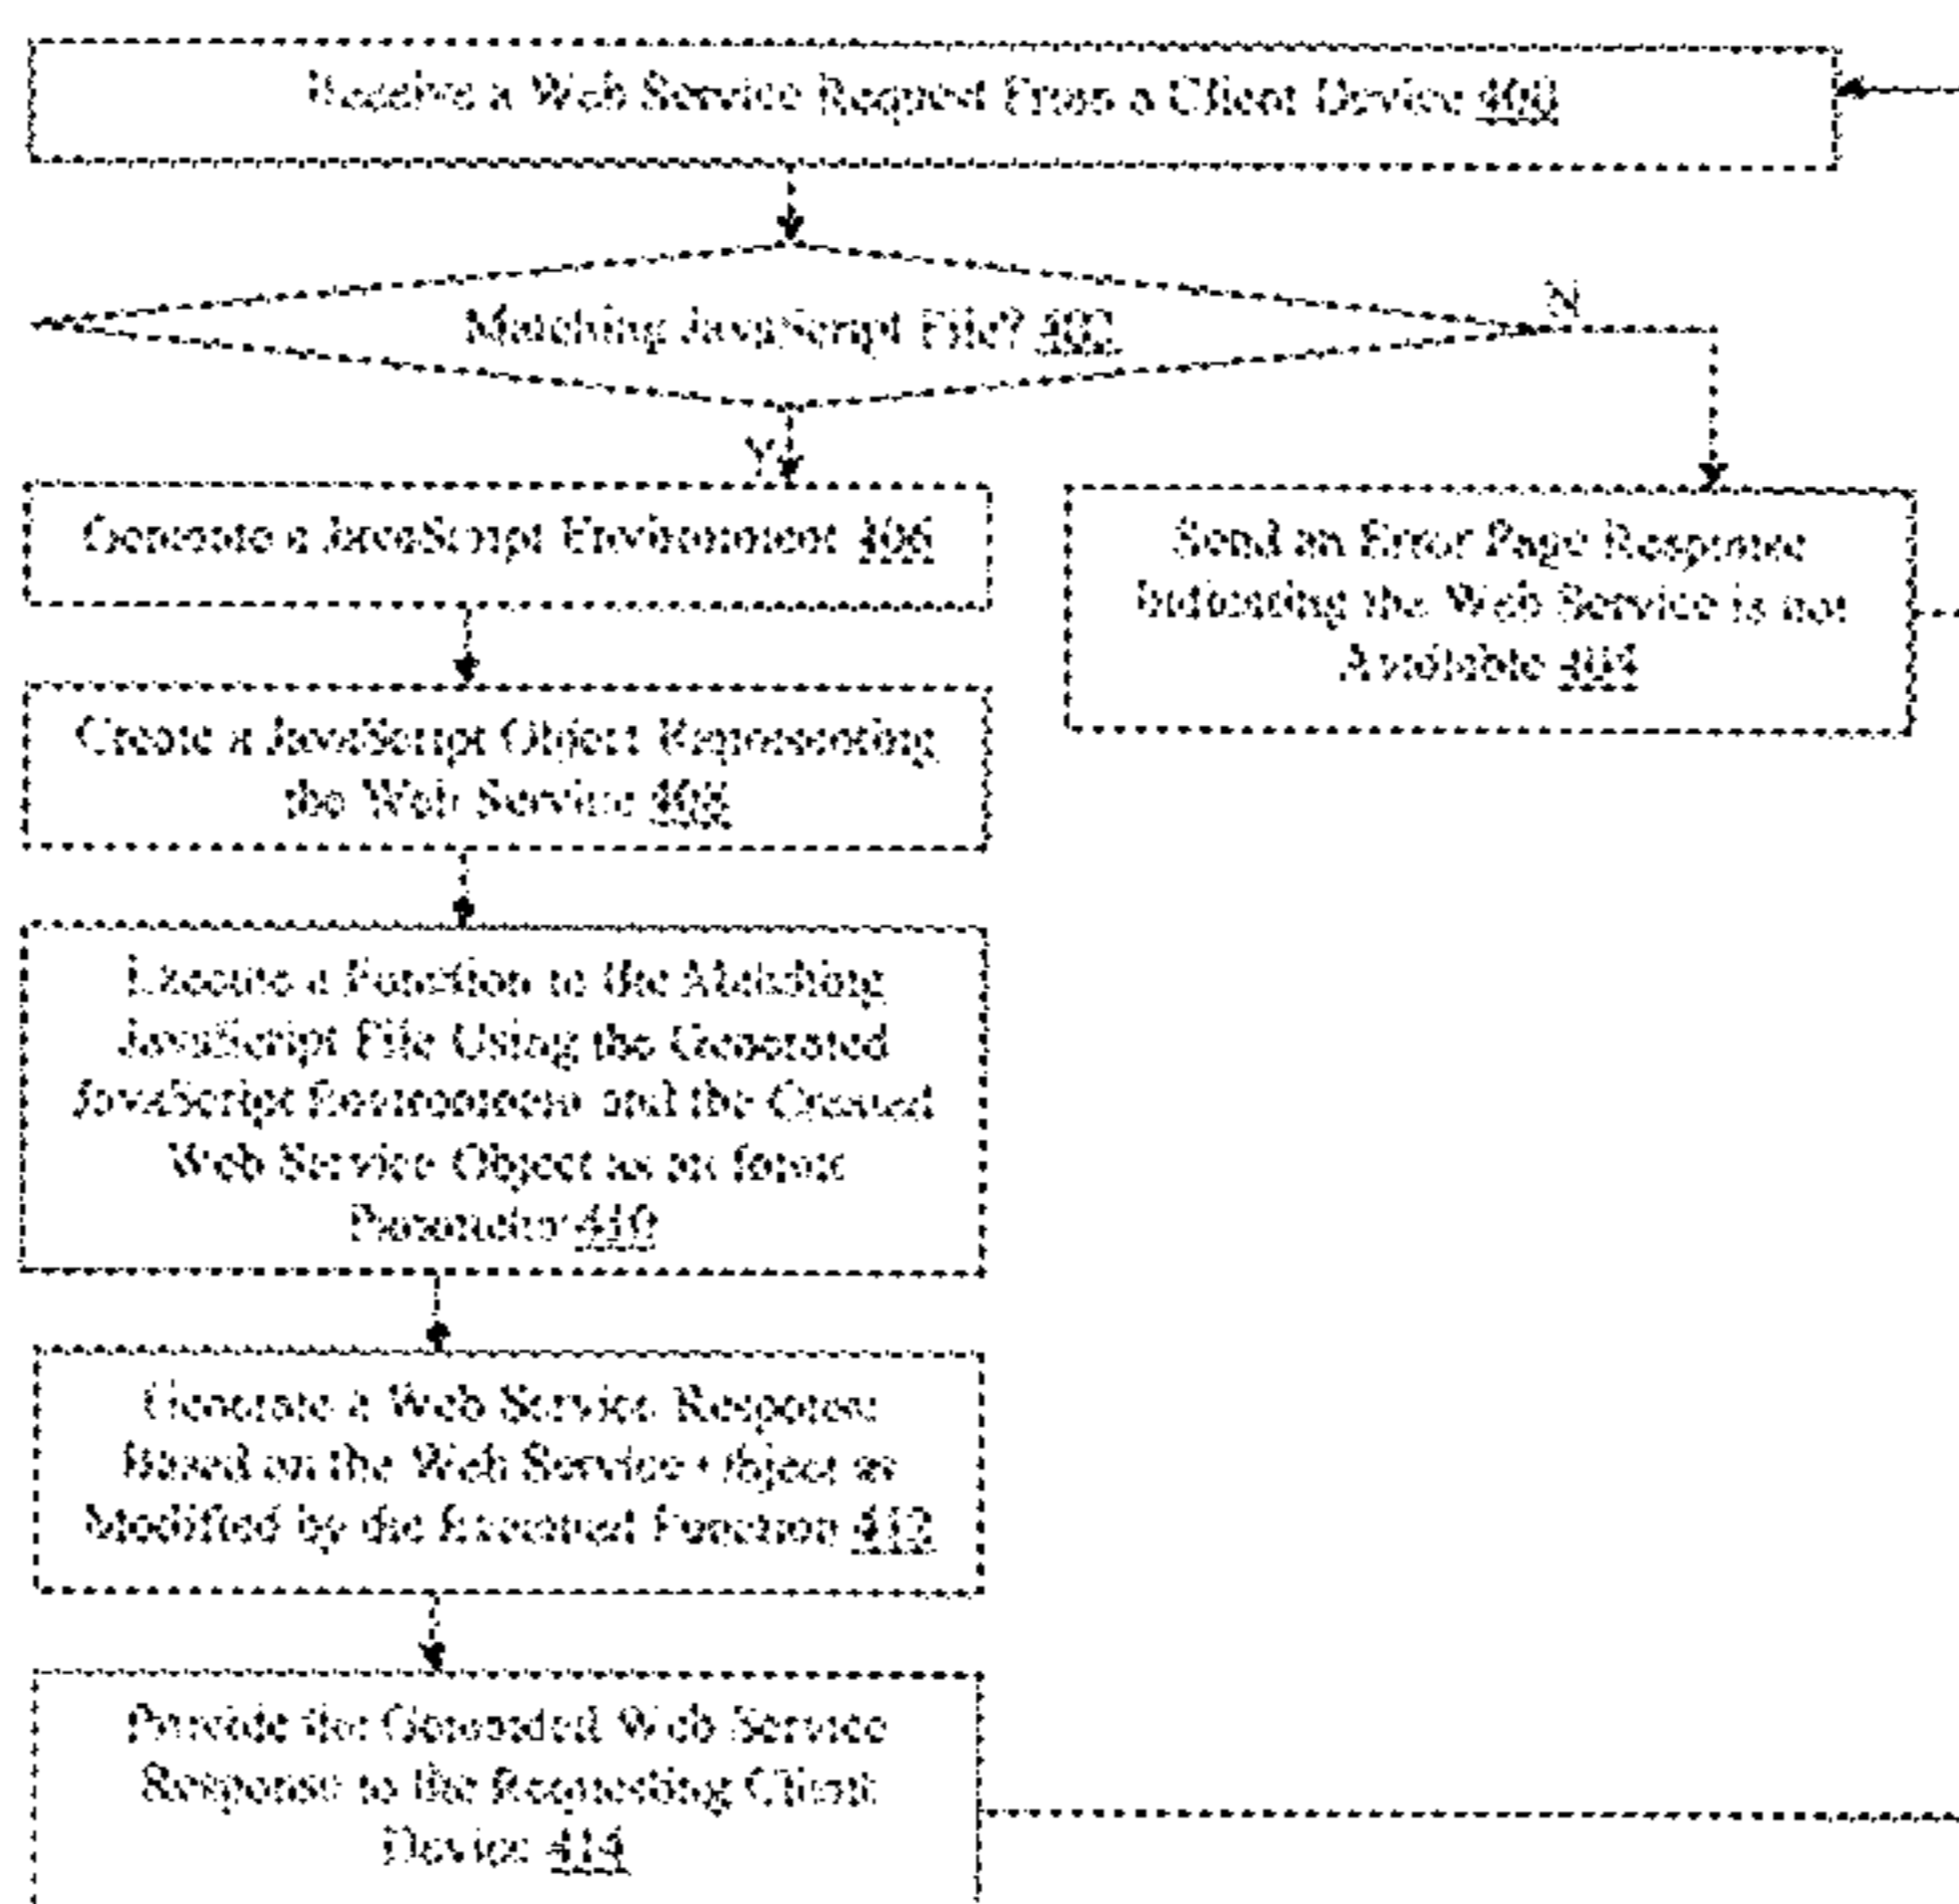 Receive a Web Service Request From a Client Device 400
Matching JavaScript File? 402
N
Y
Generate a JavaScript Environment 406
Send an Error Page Response
Indicating the Web Service is not
Available 404
Create a JavaScript Object Representing
the Web Service 408
Execute a Function in the Matching
JavaScript File Using the Generated
JavaScript Environment and the Created
Web Service Object as an Input
Parameter 410
Generate a Web Service Response
Based on the Web Service Object as
Modified by the Executed Function 412
Provide the Generated Web Service
Response to the Requesting Client
Device 414